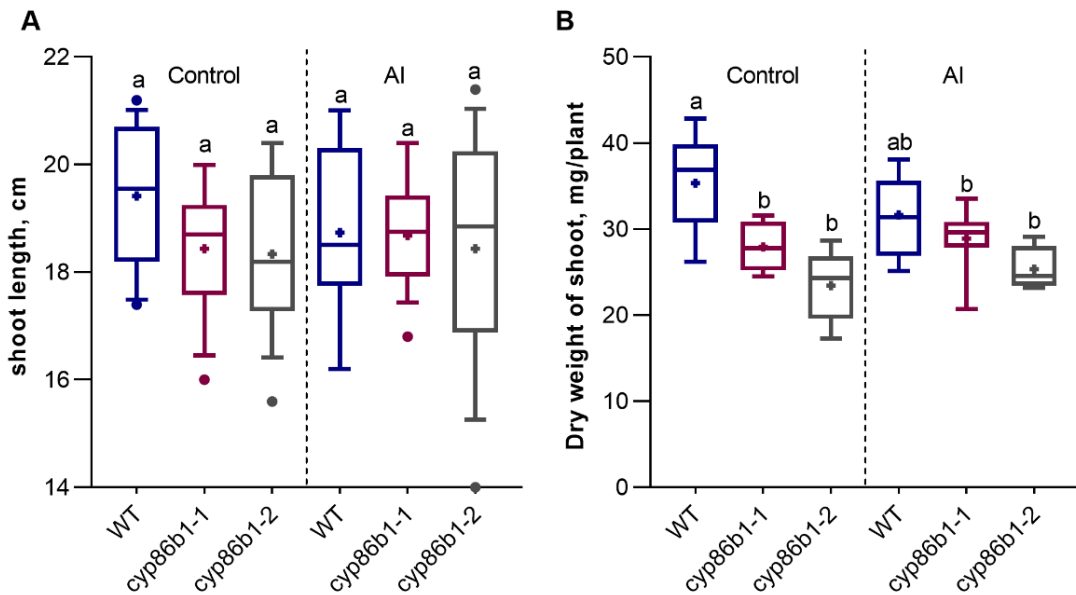 A
shoot length, cm
22
20
18
16
14
Control
Al
a
a
a
a
a
a
WT
cyp86b1-1
cyp86b1-2
WT
cyp86b1-1
cyp86b1-2
B
Dry weight of shoot, mg/plant
50
40
30
20
10
0
Control
Al
a
b
b
ab
b
b
WT
cyp86b1-1
cyp86b1-2
WT
cyp86b1-1
cyp86b1-2